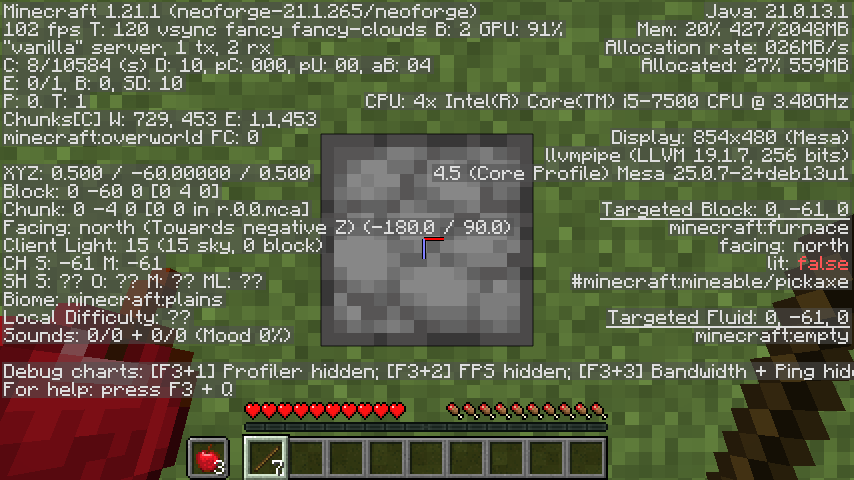 Minecraft 1.21.1 (neoforge-21.1.265/neoforge)
102 fps T: 120 vsync fancy fancy-clouds B: 2 GPU: 91%
"vanilla" server, 1 tx, 2 rx
C: 8/10584 (s) D: 10, pC: 000, pU: 00, aB: 04
E: 0/1, B: 0, SD: 10
P: 0. T: 1
Chunks[C] W: 729, 453 E: 1,1,453
minecraft:overworld FC: 0
XYZ: 0.500 / -60.00000 / 0.500
Block: 0 -60 0 [0 4 0]
Chunk: 0 -4 0 [0 0 in r.0.0.mca]
Facing: north (Towards negative Z) (-180.0 / 90.0)
Client Light: 15 (15 sky, 0 block)
CH S: -61 M: -61
SH S: ?? O: ?? M: ?? ML: ??
Biome: minecraft:plains
Local Difficulty: ??
Sounds: 0/0 + 0/0 (Mood 0%)
Debug charts: [F3+1] Profiler hidden; [F3+2] FPS hidden; [F3+3] Bandwidth + Ping hid
For help: press F3 + Q
Java: 21.0.13.1
Mem: 20% 427/2048MB
Allocation rate: 026MB/s
Allocated: 27% 559MB
CPU: 4x Intel(R) Core(TM) i5-7500 CPU @ 3.40GHz
Display: 854x480 (Mesa)
llvmpipe (LLVM 19.1.7, 256 bits)
4.5 (Core Profile) Mesa 25.0.7-2+deb13u1
Targeted Block: 0, -61, 0
minecraft:furnace
facing: north
lit: false
#minecraft:mineable/pickaxe
Targeted Fluid: 0, -61, 0
minecraft:empty
3
7